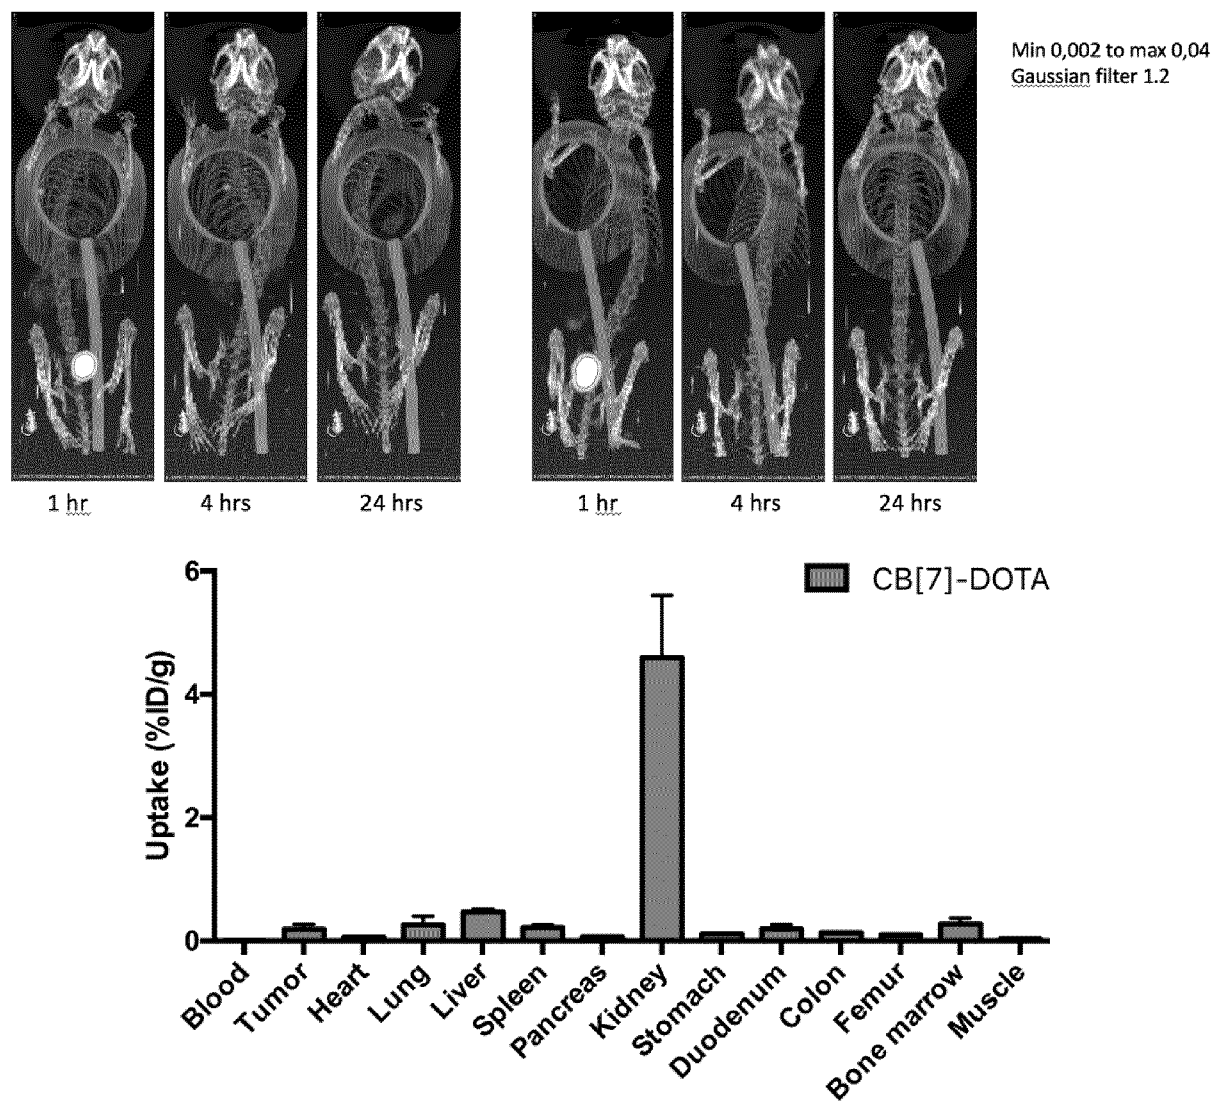 Min 0,002 to max 0,04
Gaussian filter 1.2
1 hr
4 hrs
24 hrs
1 hr
4 hrs
24 hrs
CB[7]-DOTA
Uptake (%ID/g)
6
4
2
0
Blood
Tumor
Heart
Lung
Liver
Spleen
Pancreas
Kidney
Stomach
Duodenum
Colon
Femur
Bone marrow
Muscle